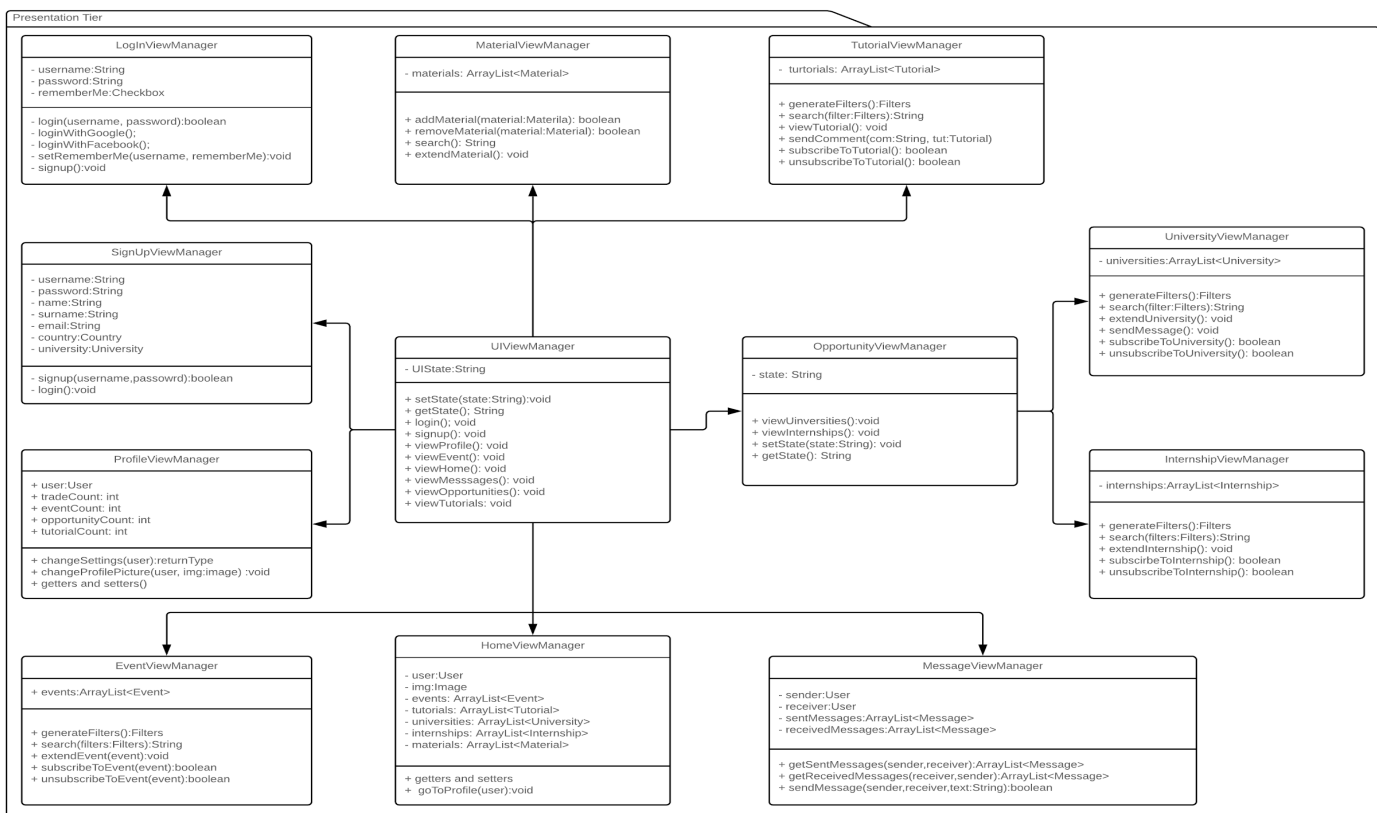 Presentation Tier
LogInViewManager
- username:String
- password:String
- rememberMe:Checkbox
- login(username, password):boolean
- loginWithGoogle();
- loginWithFacebook();
- setRememberMe(username, rememberMe):void
- signup():void
MaterialViewManager
- materials: ArrayList<Material>
+ addMaterial(material:Materila): boolean
+ removeMaterial(material:Material): boolean
+ search(): String
+ extendMaterial(): void
TutorialViewManager
- turtorials: ArrayList<Tutorial>
+ generateFilters():Filters
+ search(filter:Filters):String
+ viewTutorial(): void
+ sendComment(com:String, tut:Tutorial)
+ subscribeToTutorial(): boolean
+ unsubscribeToTutorial(): boolean
SignUpViewManager
- username:String
- password:String
- name:String
- surname:String
- email:String
- country:Country
- university:University
- signup(username,passowrd):boolean
- login():void
UIViewManager
- UIState:String
+ setState(state:String):void
+ getState(); String
+ login(); void
+ signup(): void
+ viewProfile(): void
+ viewEvent(): void
+ viewHome(): void
+ viewMesssages(): void
+ viewOpportunities(): void
+ viewTutorials: void
OpportunityViewManager
- state: String
+ viewUinversities():void
+ viewInternships(): void
+ setState(state:String): void
+ getState(): String
UniversityViewManager
- universities:ArrayList<University>
+ generateFilters():Filters
+ search(filter:Filters):String
+ extendUniversity(): void
+ sendMessage(): void
+ subscribeToUniversity(): boolean
+ unsubscribeToUniversity(): boolean
ProfileViewManager
+ user:User
+ tradeCount: int
+ eventCount: int
+ opportunityCount: int
+ tutorialCount: int
+ changeSettings(user):returnType
+ changeProfilePicture(user, img:image) :void
+ getters and setters()
InternshipViewManager
- internships:ArrayList<Internship>
+ generateFilters():Filters
+ search(filters:Filters):String
+ extendInternship(): void
+ subscirbeToInternship(): boolean
+ unsubscribeToInternship(): boolean
EventViewManager
+ events:ArrayList<Event>
+ generateFilters():Filters
+ search(filters:Filters):String
+ extendEvent(event):void
+ subscribeToEvent(event):boolean
+ unsubscribeToEvent(event):boolean
HomeViewManager
- user:User
- img:Image
- events: ArrayList<Event>
- tutorials: ArrayList<Tutorial>
- universities: ArrayList<University>
- internships: ArrayList<Internship>
- materials: ArrayList<Material>
+ getters and setters
+ goToProfile(user):void
MessageViewManager
- sender:User
- receiver:User
- sentMessages:ArrayList<Message>
- receivedMessages:ArrayList<Message>
+ getSentMessages(sender,receiver):ArrayList<Message>
+ getReceivedMessages(receiver,sender):ArrayList<Message>
+ sendMessage(sender,receiver,text:String):boolean